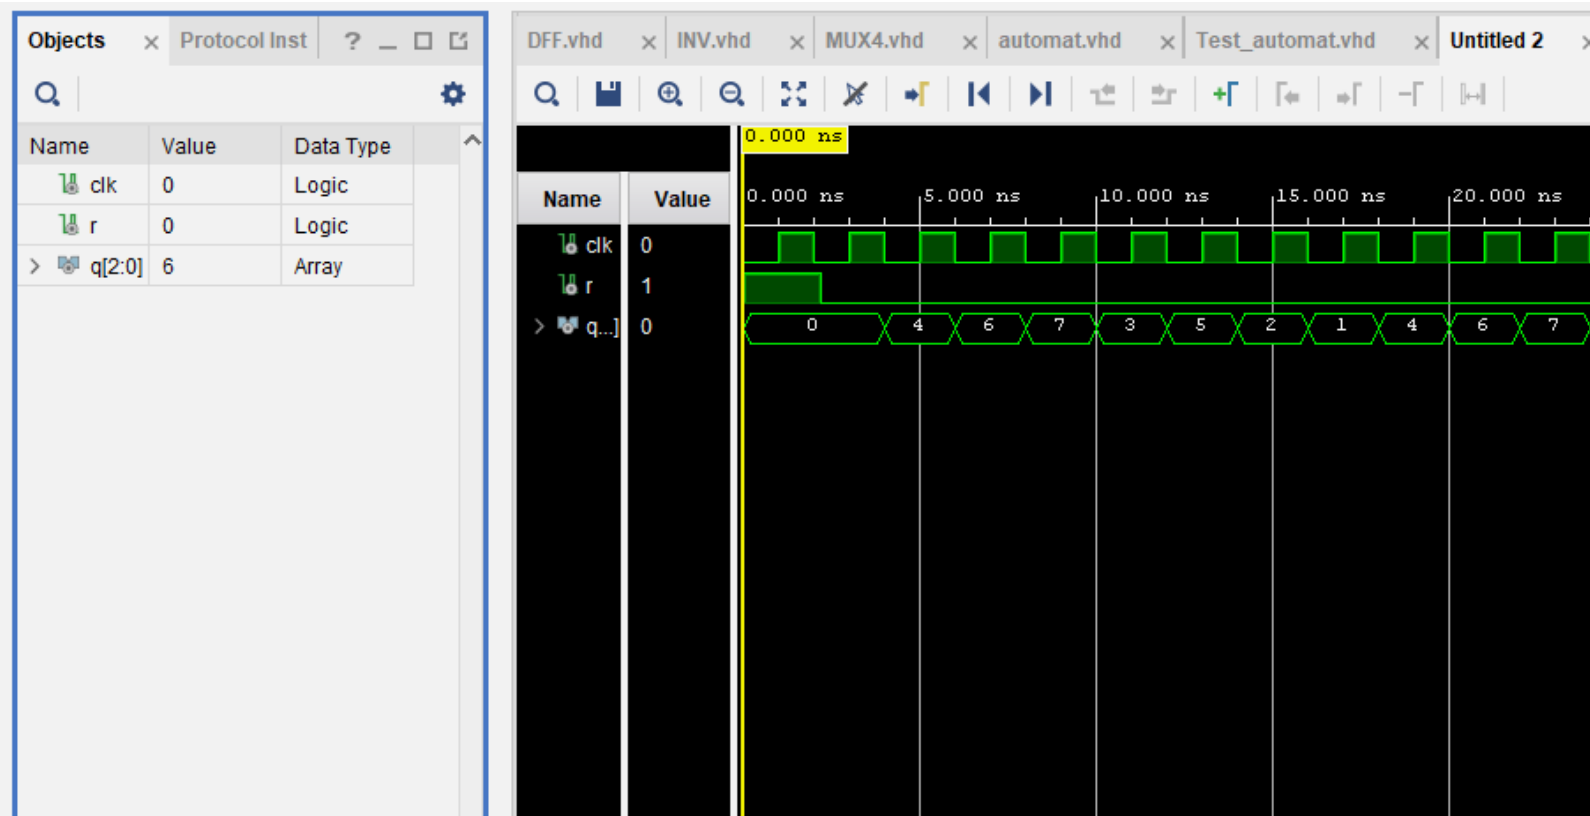 Objects × Protocol Inst ? _
Name Value Data Type
clk 0 Logic
r 0 Logic
> q[2:0] 6 Array
DFF.vhd × INV.vhd × MUX4.vhd × automat.vhd × Test_automat.vhd × Untitled 2 ×
0.000 ns
Name Value 0.000 ns 5.000 ns 10.000 ns 15.000 ns 20.000 ns
clk 0
r 1
> q...] 0 0 4 6 7 3 5 2 1 4 6 7